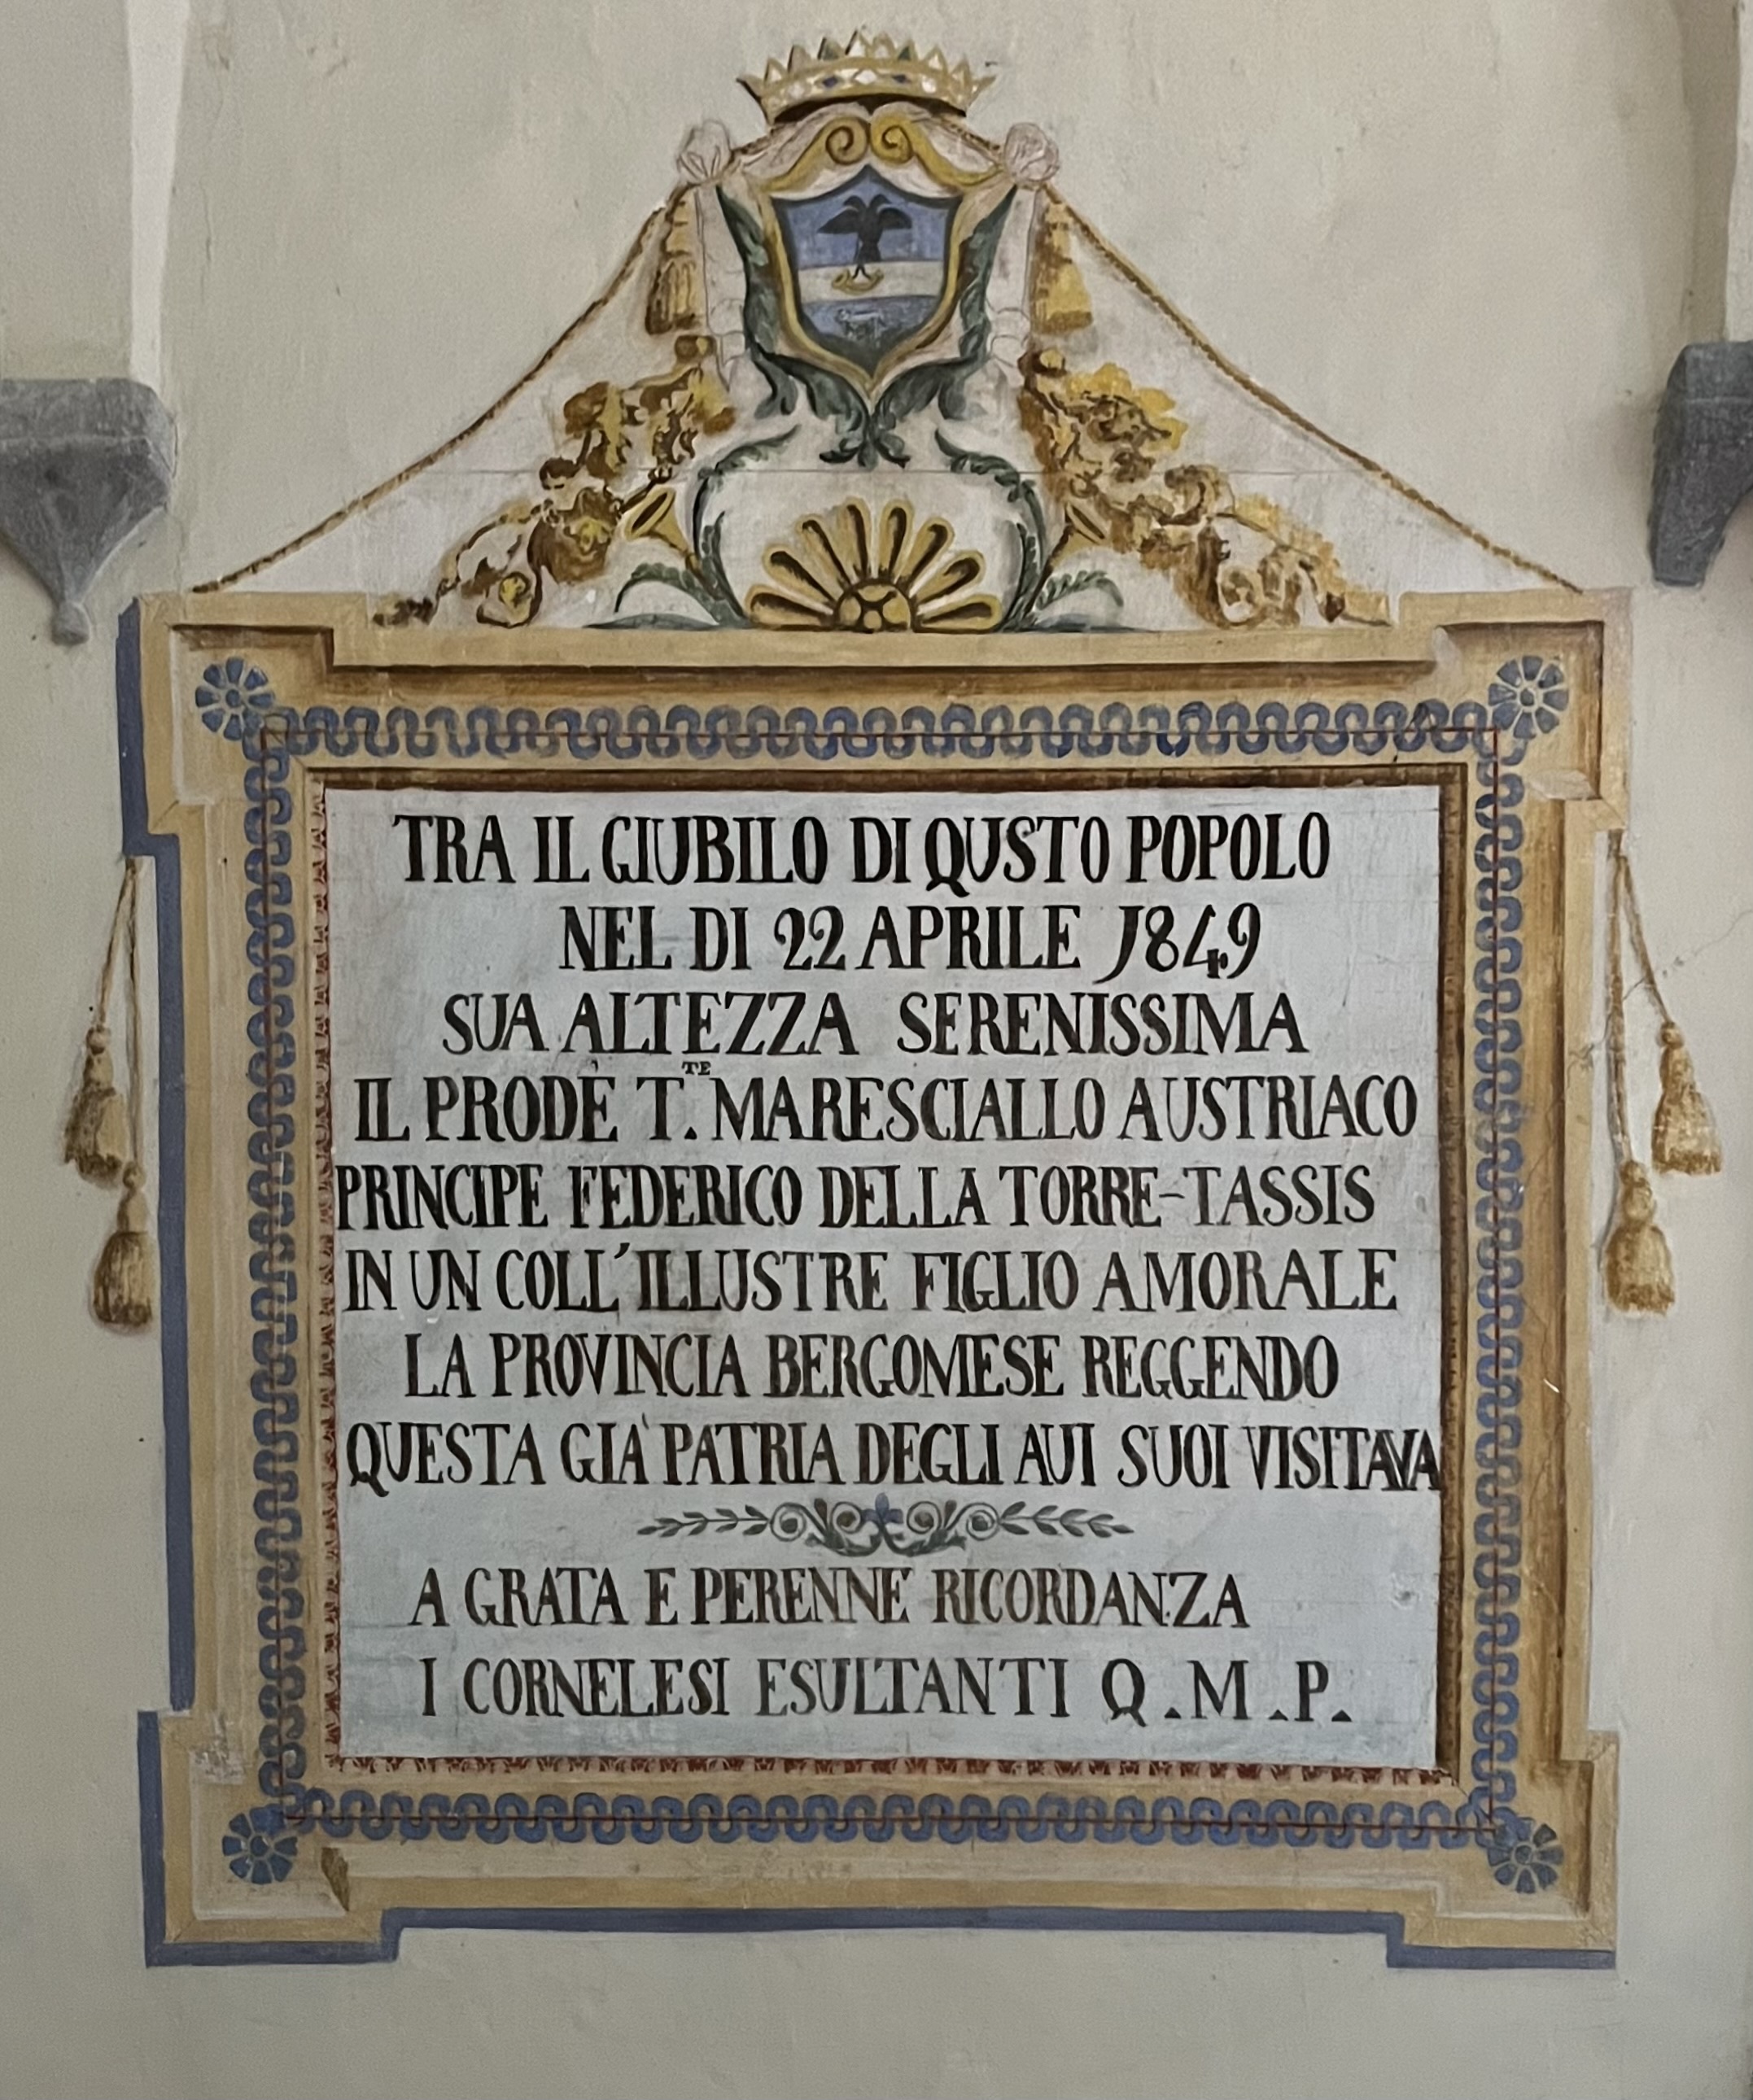 TRA IL GIUBILO DI QUSTO POPOLO
NEL DI 22 APRILE 1849
SUA ALTEZZA SERENISSIMA
IL PRODE T.TE MARESCIALLO AUSTRIACO
PRINCIPE FEDERICO DELLA TORRE-TASSIS
IN UN COLL'ILLUSTRE FIGLIO AMORALE
LA PROVINCIA BERGOMESE REGGENDO
QUESTA GIA' PATRIA DEGLI AUI SUOI VISITAVA
A GRATA E PERENNE RICORDANZA
I CORNELESI ESULTANTI Q.M.P.